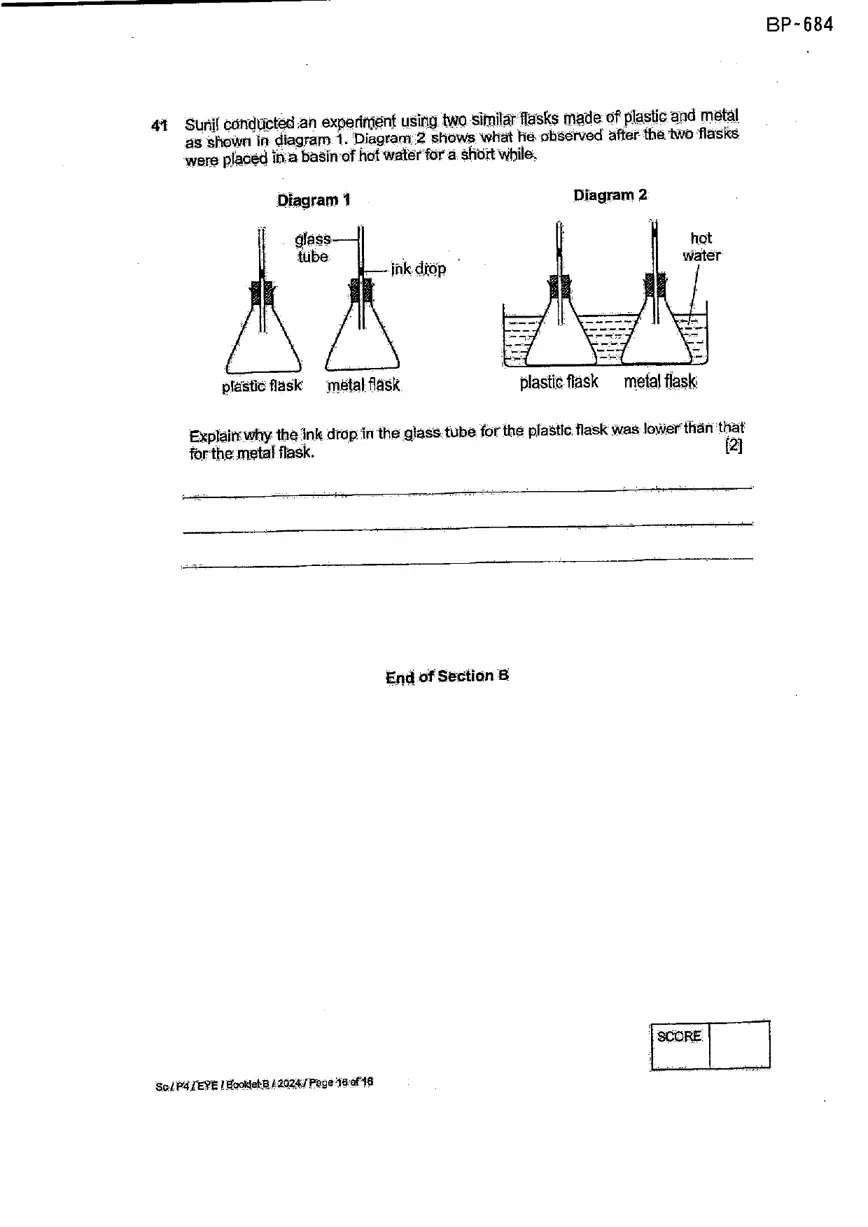 BP-684
41 Sunil conducted an experiment using two similar flasks made of plastic and metal
as shown in diagram 1. Diagram 2 shows what he observed after the two flasks
were placed in a basin of hot water for a short while.
Diagram 1
Diagram 2
glass
tube
ink drop
hot
water
plastic flask
metal flask
plastic flask
metal flask
Explain why the ink drop in the glass tube for the plastic flask was lower than that
for the metal flask. [2]
End of Section B
SCORE
Sc / P4 / EYE / Booklet B / 2024 / Page 16 of 16